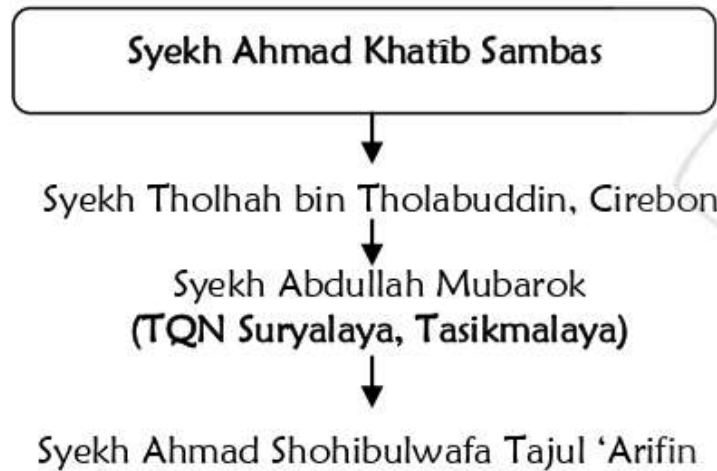 Syekh Ahmad Khatīb Sambas
Syekh Tholhah bin Tholabuddin, Cirebon
Syekh Abdullah Mubarok
(TQN Suryalaya, Tasikmalaya)
Syekh Ahmad Shohibulwafa Tajul ‘Arifin